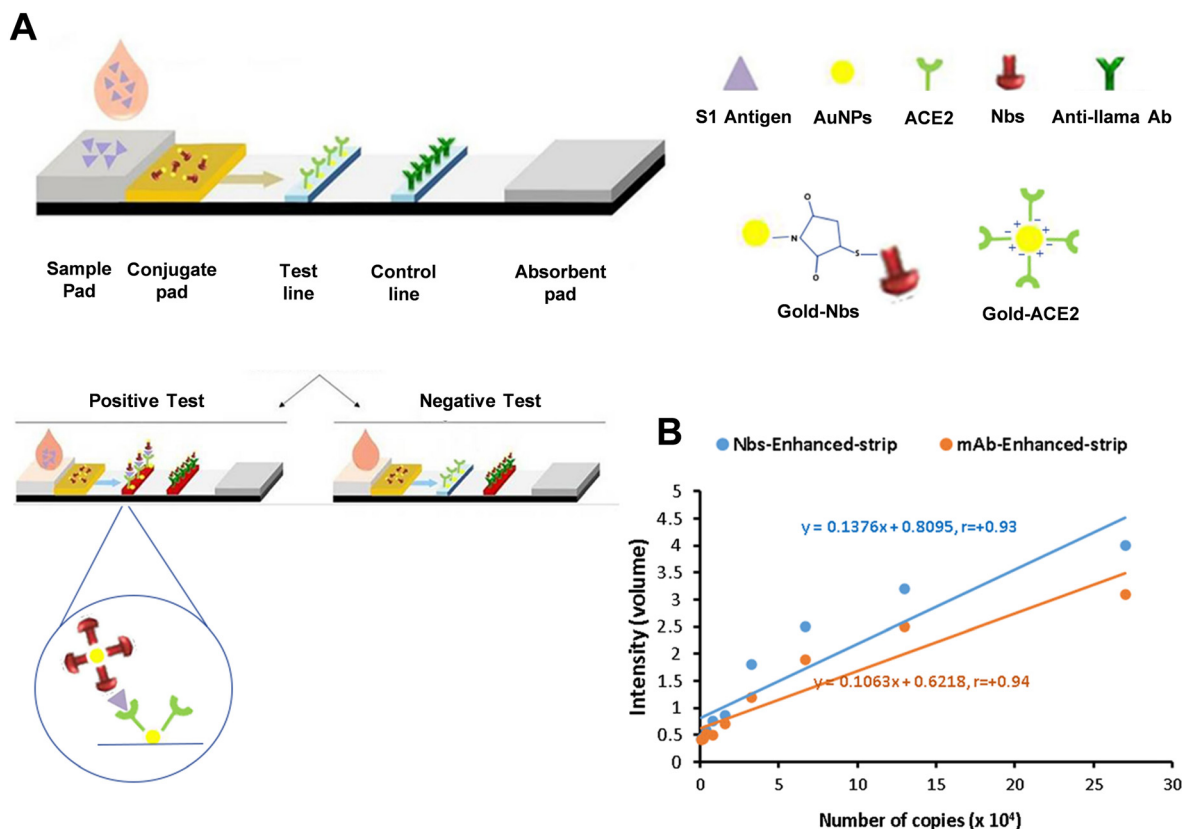 A
S1 Antigen
AuNPs
ACE2
Nbs
Anti-llama Ab
Sample
Pad
Conjugate
pad
Test
line
Control
line
Absorbent
pad
O
N
S
O
Gold-Nbs
+ − + − + − + −
Gold-ACE2
Positive Test
Negative Test
B
Nbs-Enhanced-strip
mAb-Enhanced-strip
y = 0.1376x + 0.8095, r=+0.93
y = 0.1063x + 0.6218, r=+0.94
Intensity (volume)
5
4.5
4
3.5
3
2.5
2
1.5
1
0.5
0
0 5 10 15 20 25 30
Number of copies (x 10⁴)